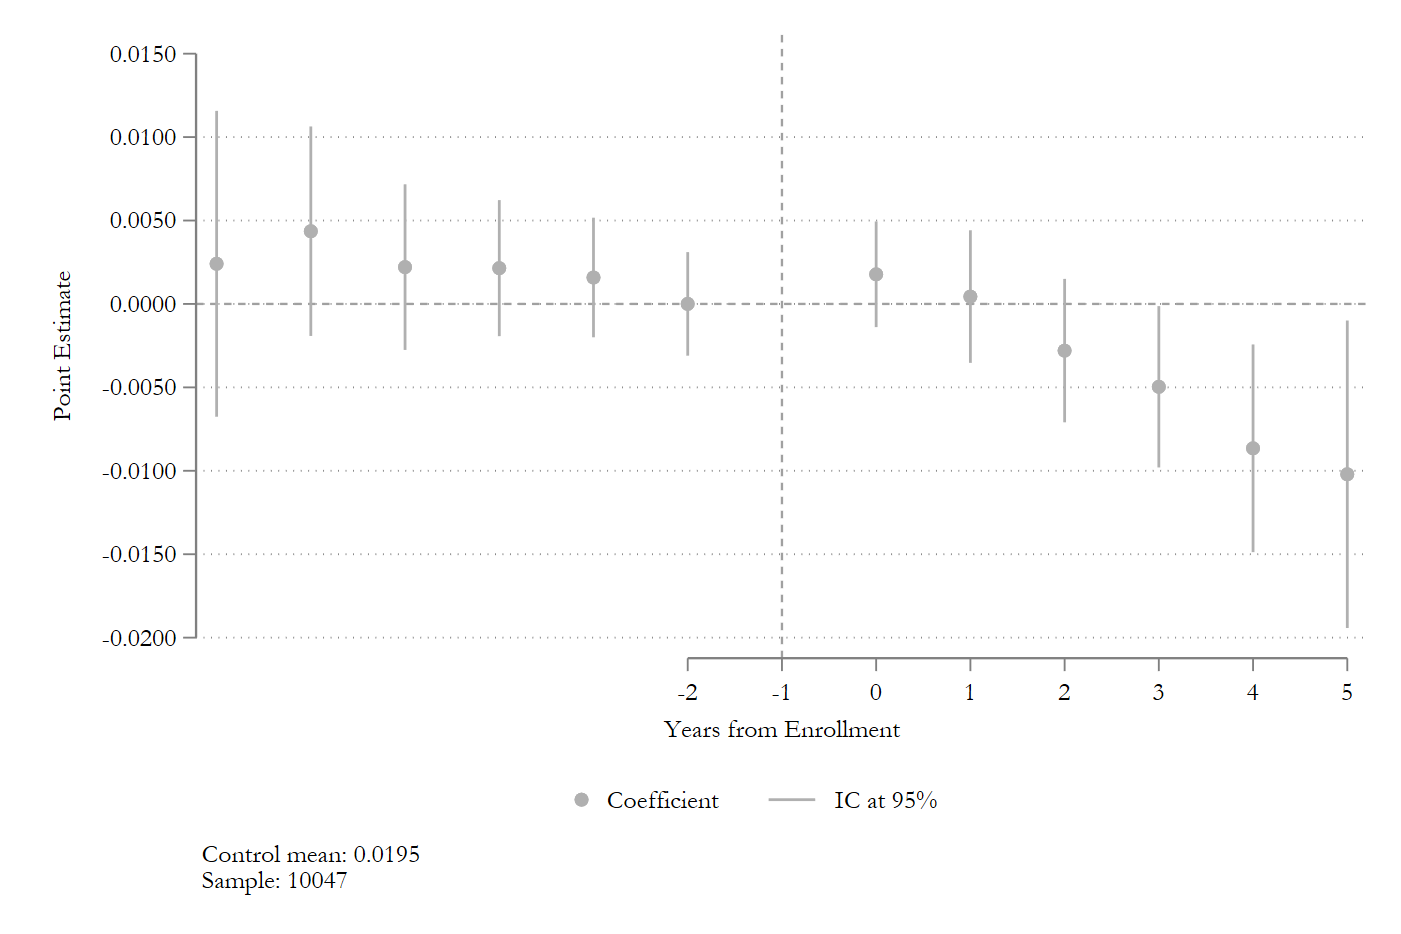 0.0150
0.0100
0.0050
0.0000
-0.0050
-0.0100
-0.0150
-0.0200
Point Estimate
-2 -1 0 1 2 3 4 5
Years from Enrollment
Coefficient IC at 95%
Control mean: 0.0195
Sample: 10047